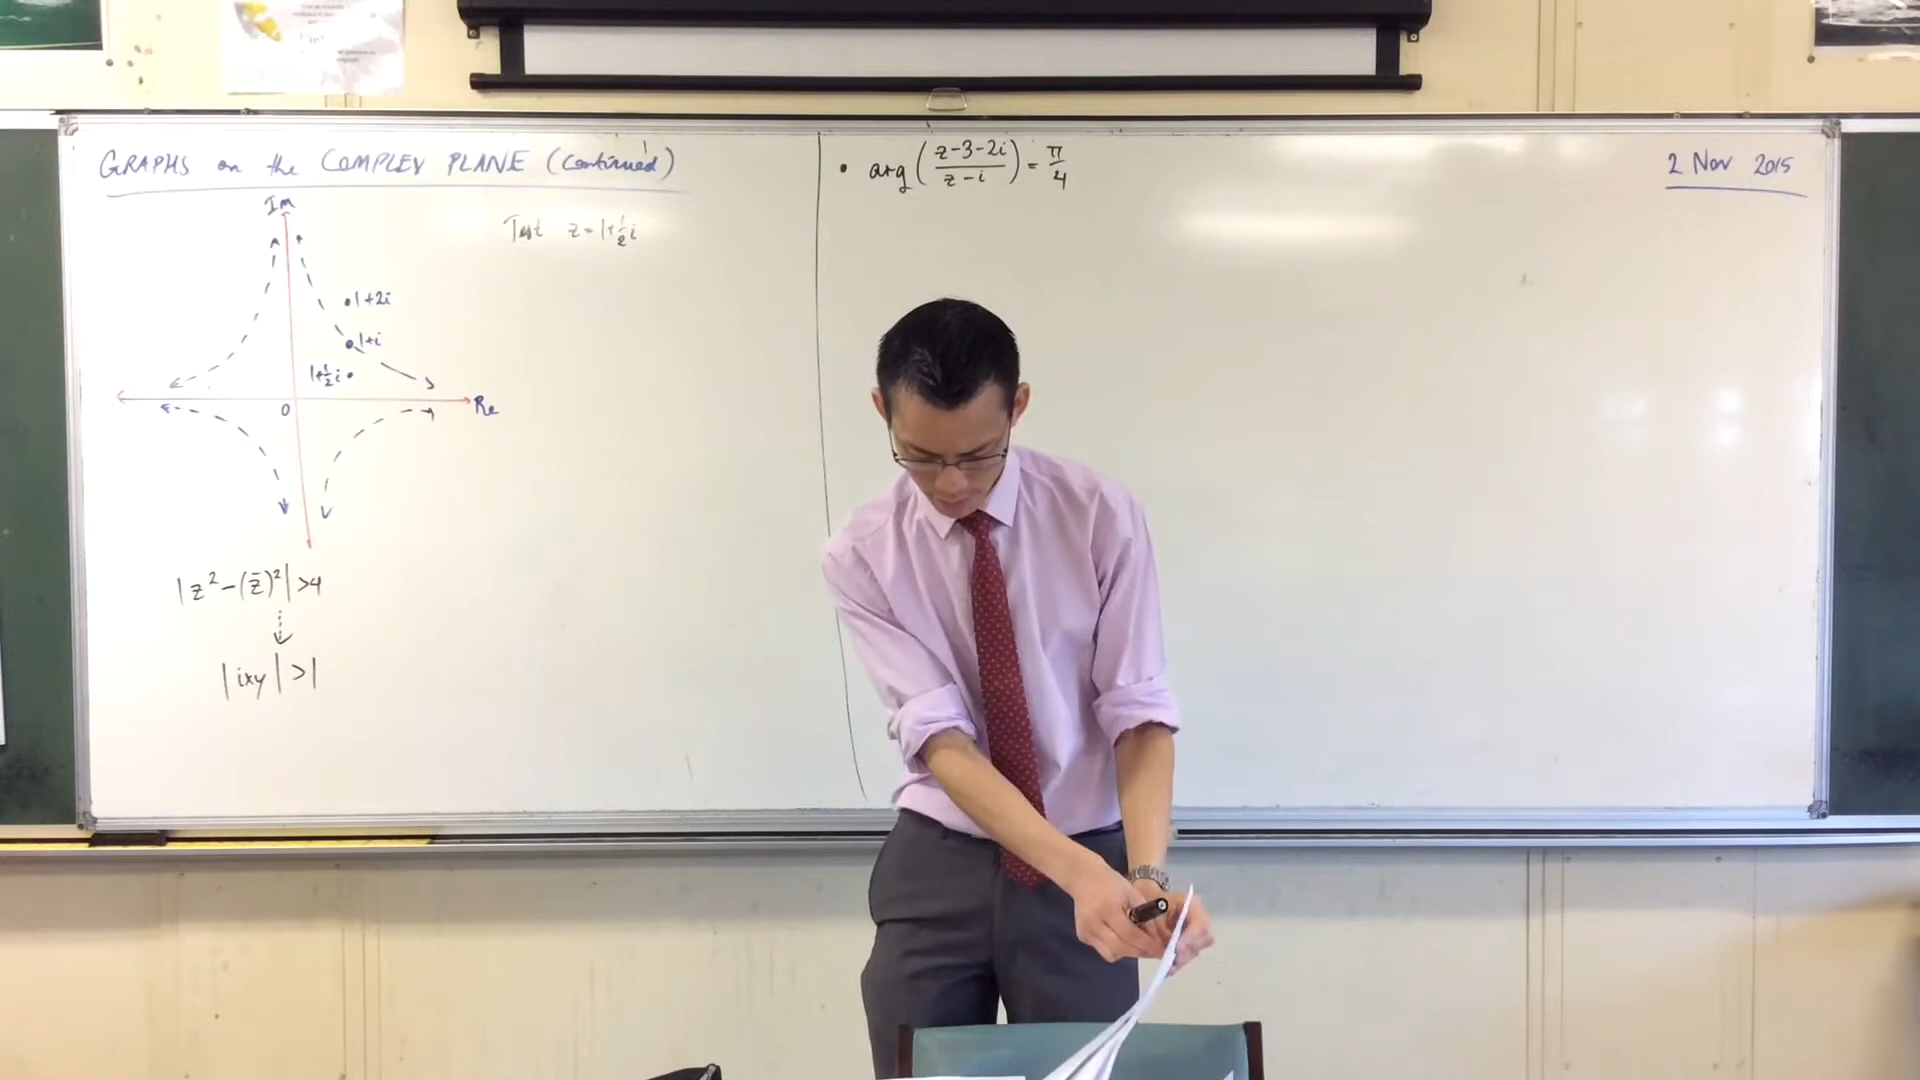 GRAPHS on the COMPLEX PLANE (Continued)
Im
Test z = 1+½i
1+2i
1+i
1+½i
O
Re
|z²-(z̄)²|>4
|ixy|>1
• arg((z-3-2i)/(z-i)) = π/4
2 Nov 2015